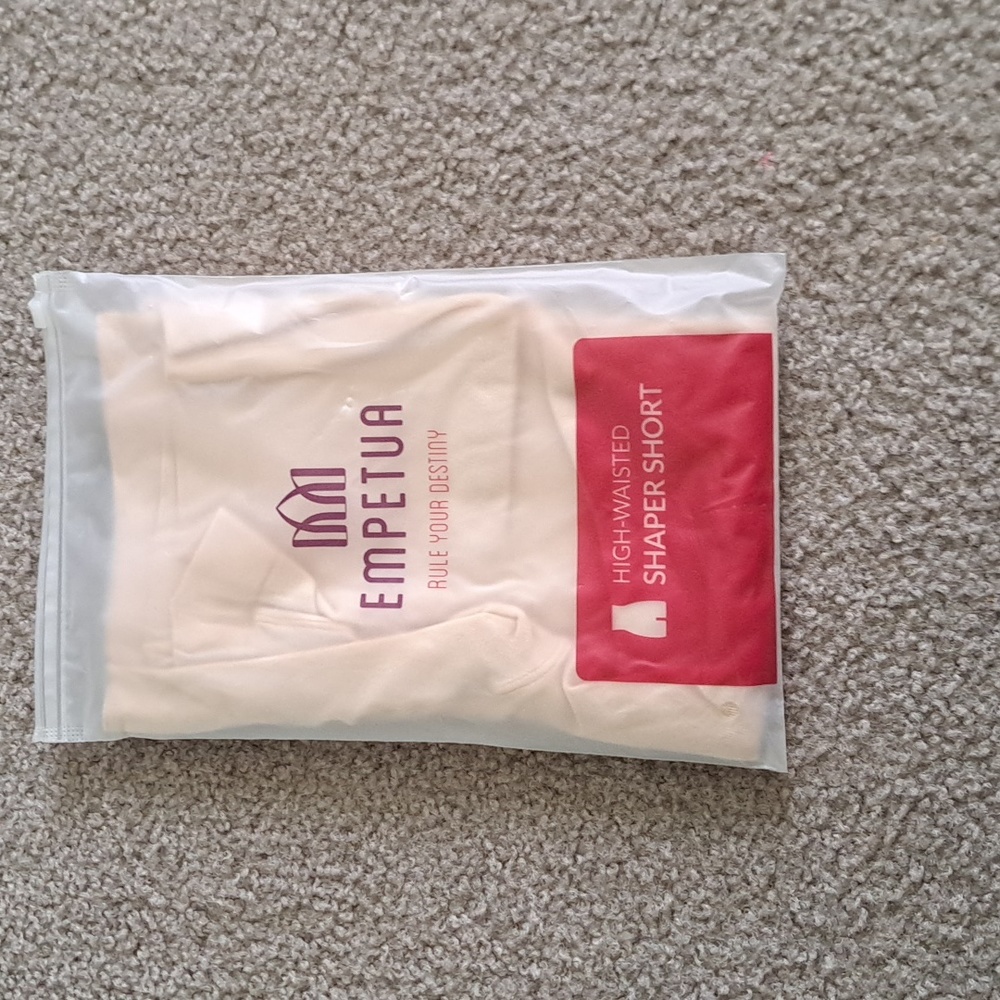 EMPETUA
RULE YOUR DESTINY
HIGH-WAISTED
SHAPER SHORT